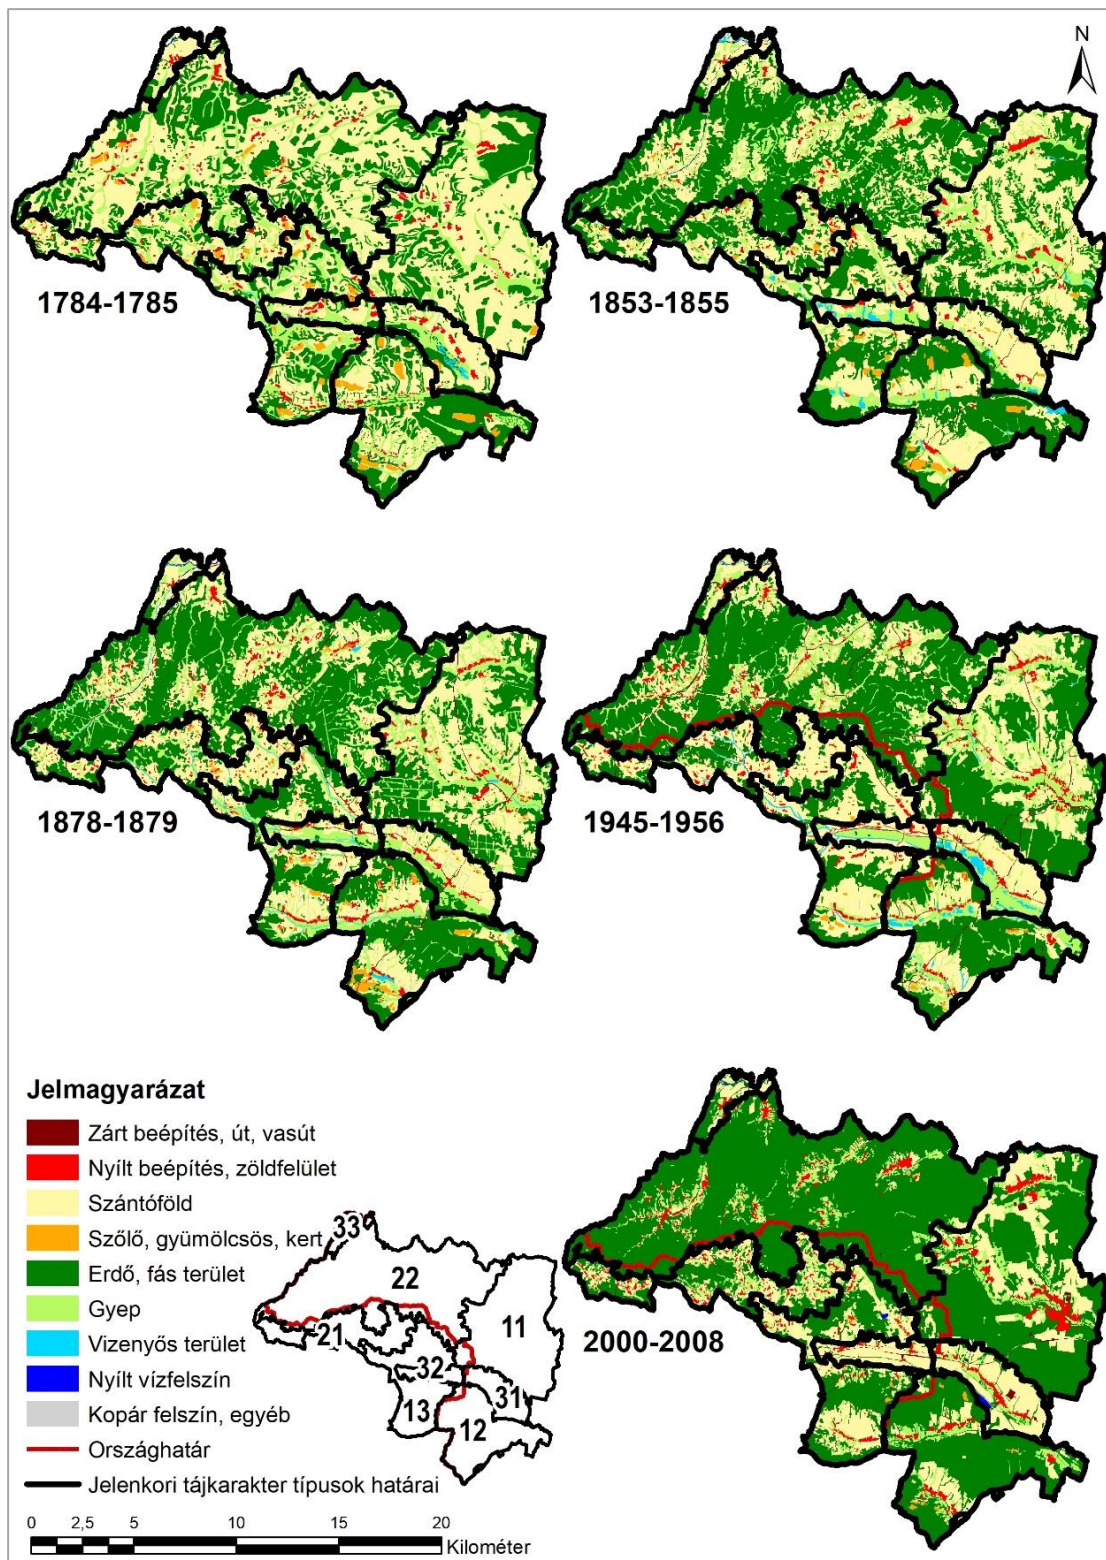 N
1784-1785
1853-1855
1878-1879
1945-1956
Jelmagyarázat
Zárt beépítés, út, vasút
Nyílt beépítés, zöldfelület
Szántóföld
Szőlő, gyümölcsös, kert
Erdő, fás terület
Gyep
Vizenyős terület
Nyílt vízfelszín
Kopár felszín, egyéb
Országhatár
Jelenkori tájkarakter típusok határai
0 2,5 5 10 15 20
Kilométer
33
22
11
21
32
31
13
12
2000-2008